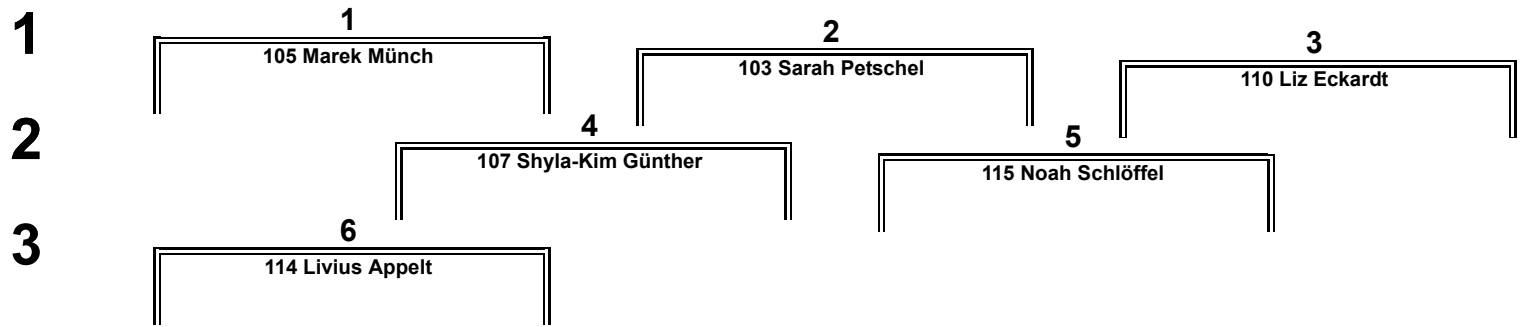 1
1
105 Marek Münch
2
103 Sarah Petschel
3
110 Liz Eckardt
2
4
107 Shyla-Kim Günther
5
115 Noah Schlöffel
3
6
114 Livius Appelt